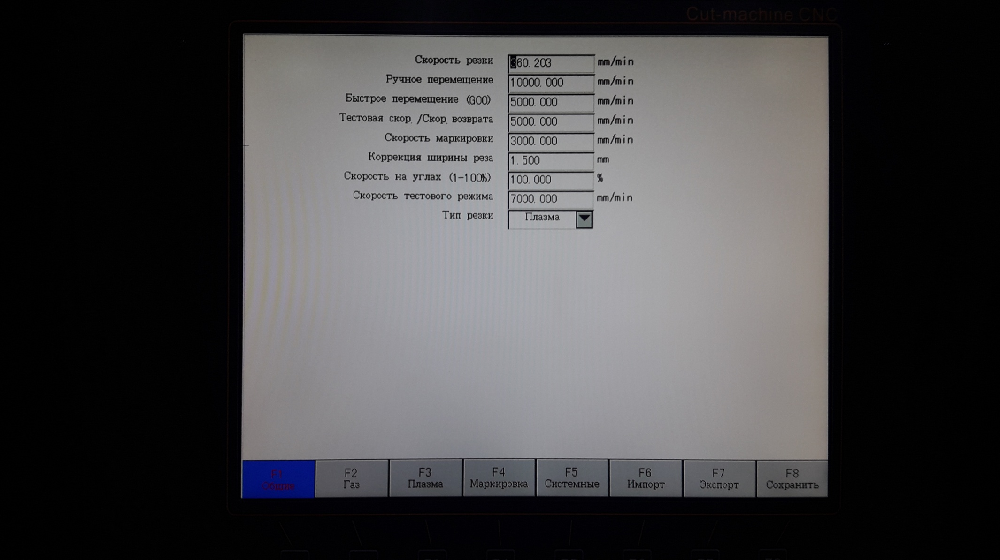 Cut-machine CNC
Скорость резки 360.203 mm/min
Ручное перемещение 10000.000 mm/min
Быстрое перемещение (G00) 5000.000 mm/min
Тестовая скор. /Скор. возврата 5000.000 mm/min
Скорость маркировки 3000.000 mm/min
Коррекция ширины реза 1.500 mm
Скорость на углах (1-100%) 100.000 %
Скорость тестового режима 7000.000 mm/min
Тип резки Плазма
F1 F2 F3 F4 F5 F6 F7 F8
Общие Газ Плазма Маркировка Системные Импорт Экспорт Сохранить